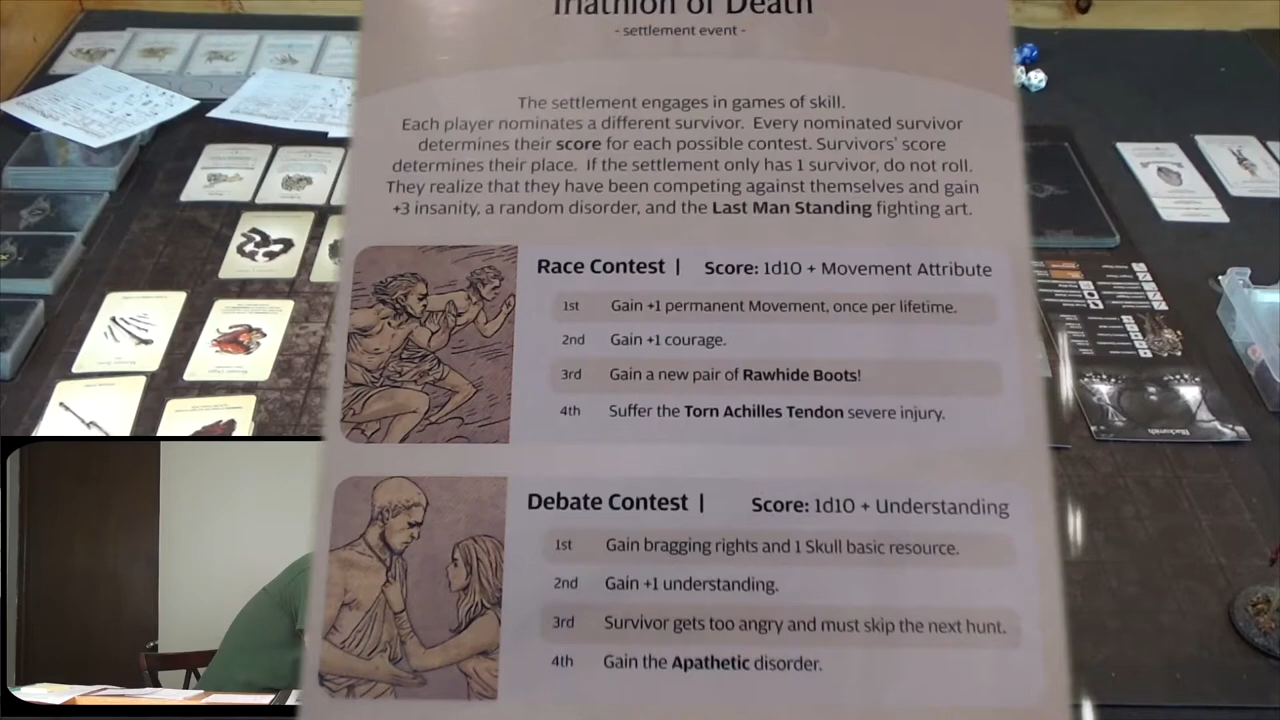 Triathlon of Death
- settlement event -
The settlement engages in games of skill.
Each player nominates a different survivor. Every nominated survivor
determines their score for each possible contest. Survivors' score
determines their place. If the settlement only has 1 survivor, do not roll.
They realize that they have been competing against themselves and gain
+3 insanity, a random disorder, and the Last Man Standing fighting art.
Race Contest | Score: 1d10 + Movement Attribute
1st Gain +1 permanent Movement, once per lifetime.
2nd Gain +1 courage.
3rd Gain a new pair of Rawhide Boots!
4th Suffer the Torn Achilles Tendon severe injury.
Debate Contest | Score: 1d10 + Understanding
1st Gain bragging rights and 1 Skull basic resource.
2nd Gain +1 understanding.
3rd Survivor gets too angry and must skip the next hunt.
4th Gain the Apathetic disorder.
Blacksmith